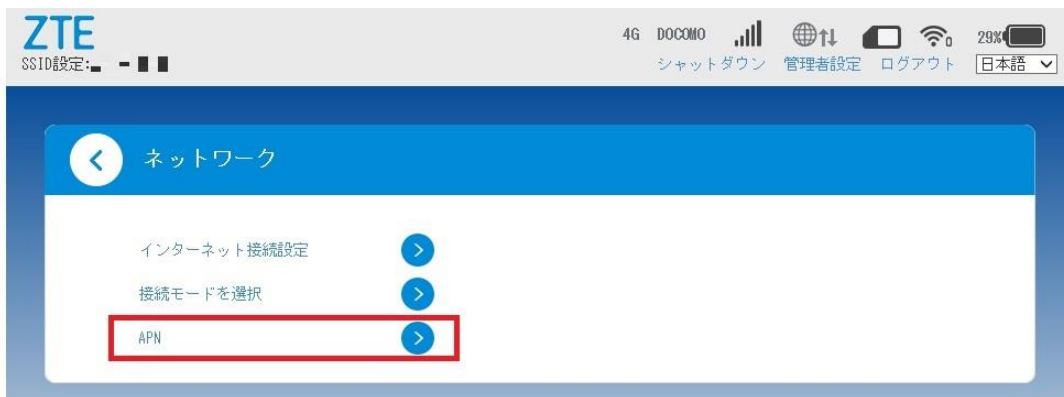 ZTE
4G DOCOMO 29%
SSID設定:
シャットダウン 管理者設定 ログアウト 日本語
ネットワーク
インターネット接続設定
接続モードを選択
APN